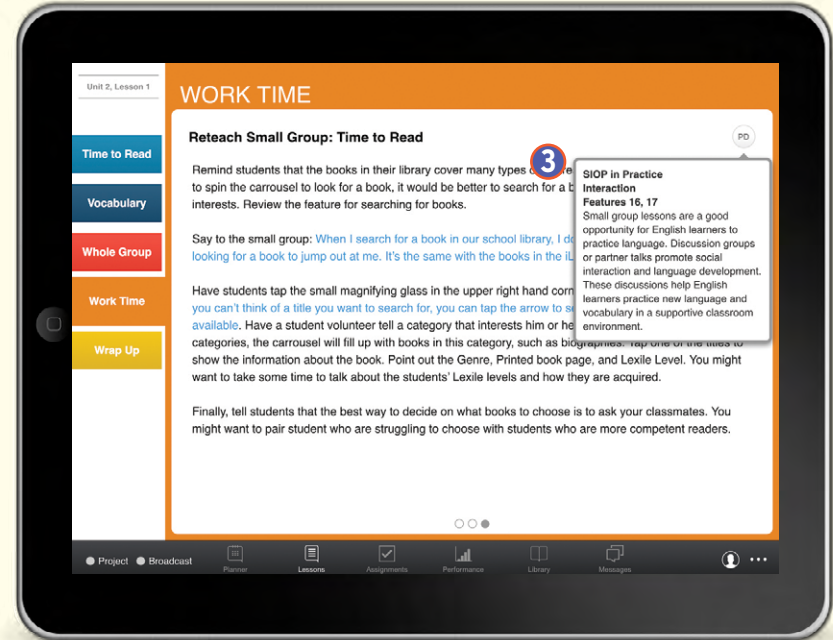 Unit 2, Lesson 1
WORK TIME
Time to Read
Vocabulary
Whole Group
Work Time
Wrap Up
Reteach Small Group: Time to Read
PD
3
Remind students that the books in their library cover many types
to spin the carrousel to look for a book, it would be better to search for a
interests. Review the feature for searching for books.
Say to the small group: When I search for a book in our school library, I
looking for a book to jump out at me. It's the same with the books in the
Have students tap the small magnifying glass in the upper right hand
you can't think of a title you want to search for, you can tap the arrow to
available. Have a student volunteer tell a category that interests him or
categories, the carrousel will fill up with books in this category, such as biographies. Tap one of the titles to
show the information about the book. Point out the Genre, Printed book page, and Lexile Level. You might
want to take some time to talk about the students' Lexile levels and how they are acquired.
Finally, tell students that the best way to decide on what books to choose is to ask your classmates. You
might want to pair student who are struggling to choose with students who are more competent readers.
SIOP in Practice
Interaction
Features 16, 17
Small group lessons are a good
opportunity for English learners to
practice language. Discussion groups
or partner talks promote social
interaction and language development.
These discussions help English
learners practice new language and
vocabulary in a supportive classroom
environment.
Project Broadcast Planner Lessons Assignments Performance Library Messages